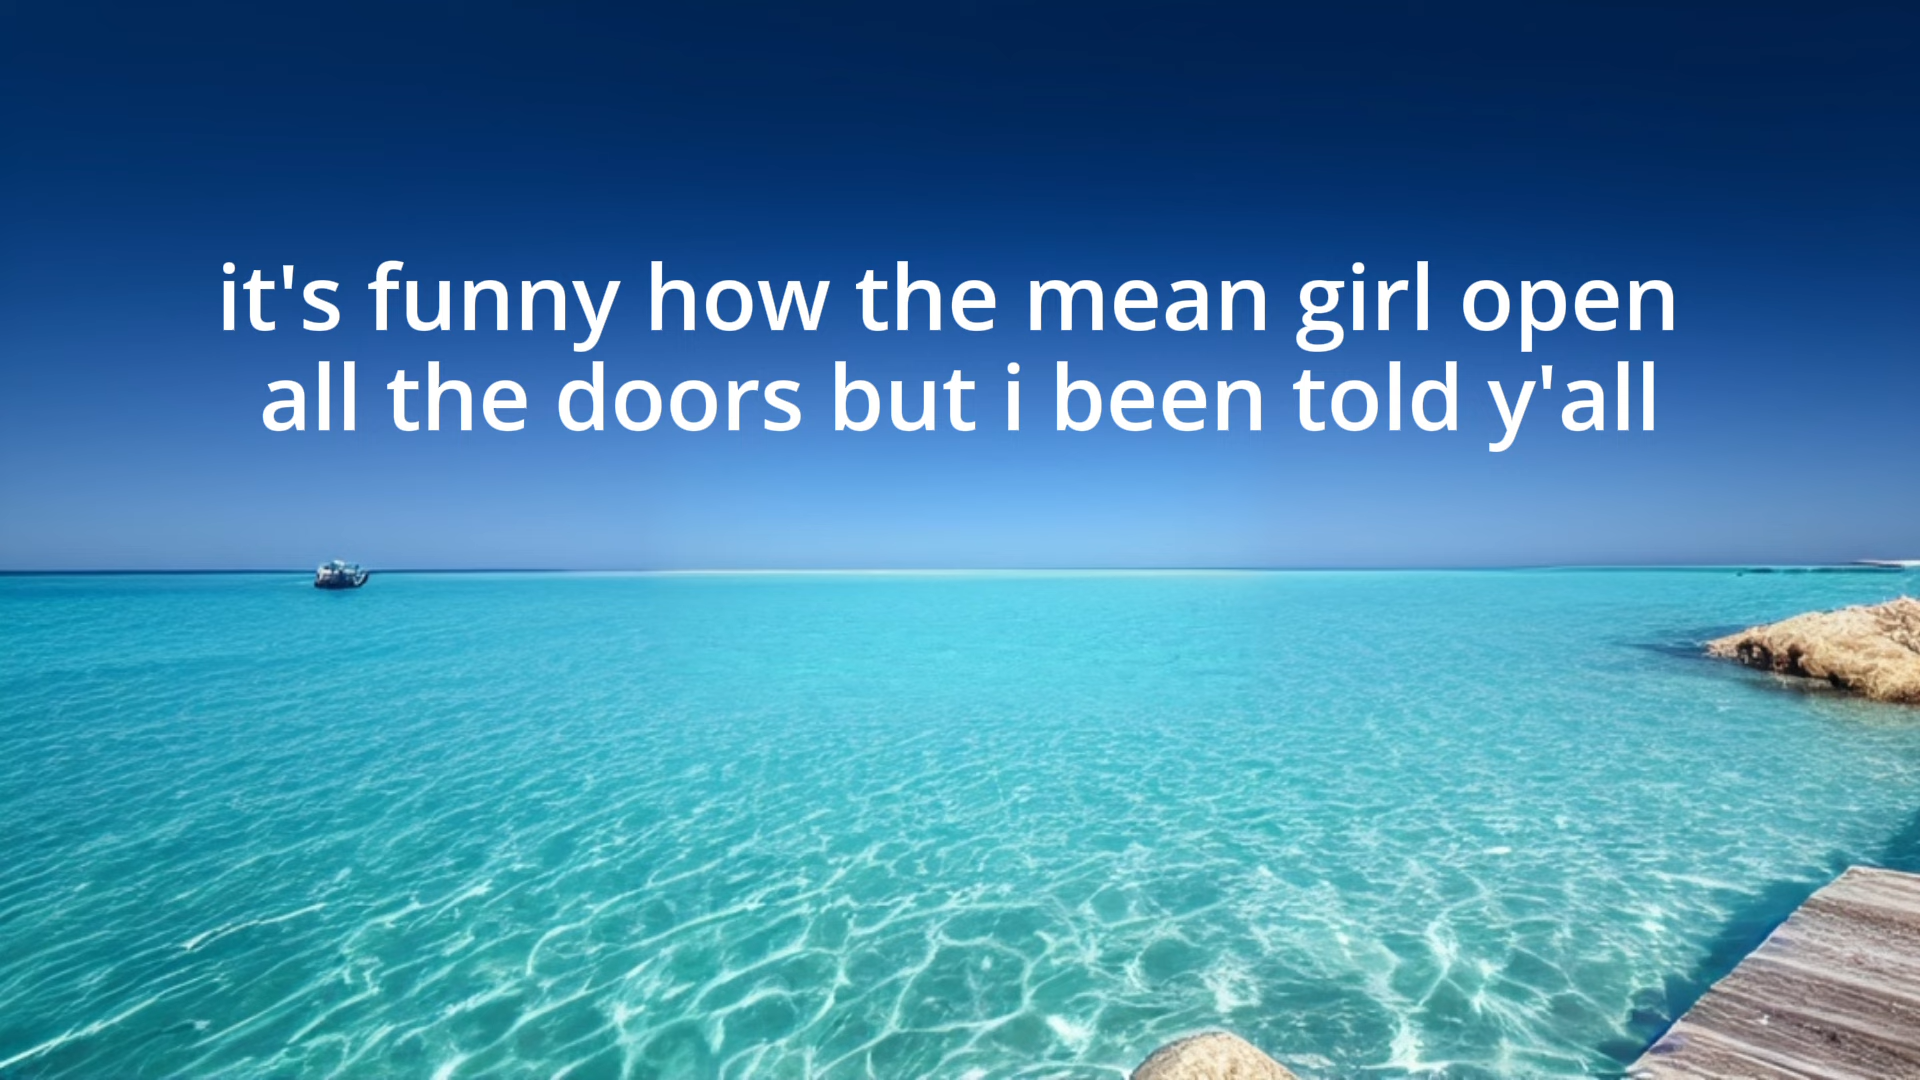 it's funny how the mean girl open
all the doors but i been told y'all